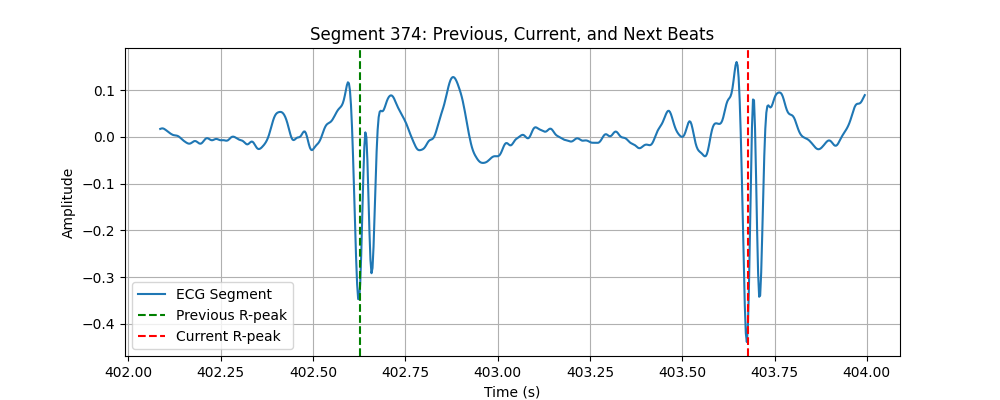 Segment 374: Previous, Current, and Next Beats
Amplitude
0.1
0.0
−0.1
−0.2
−0.3
−0.4
ECG Segment
Previous R-peak
Current R-peak
402.00 402.25 402.50 402.75 403.00 403.25 403.50 403.75 404.00
Time (s)